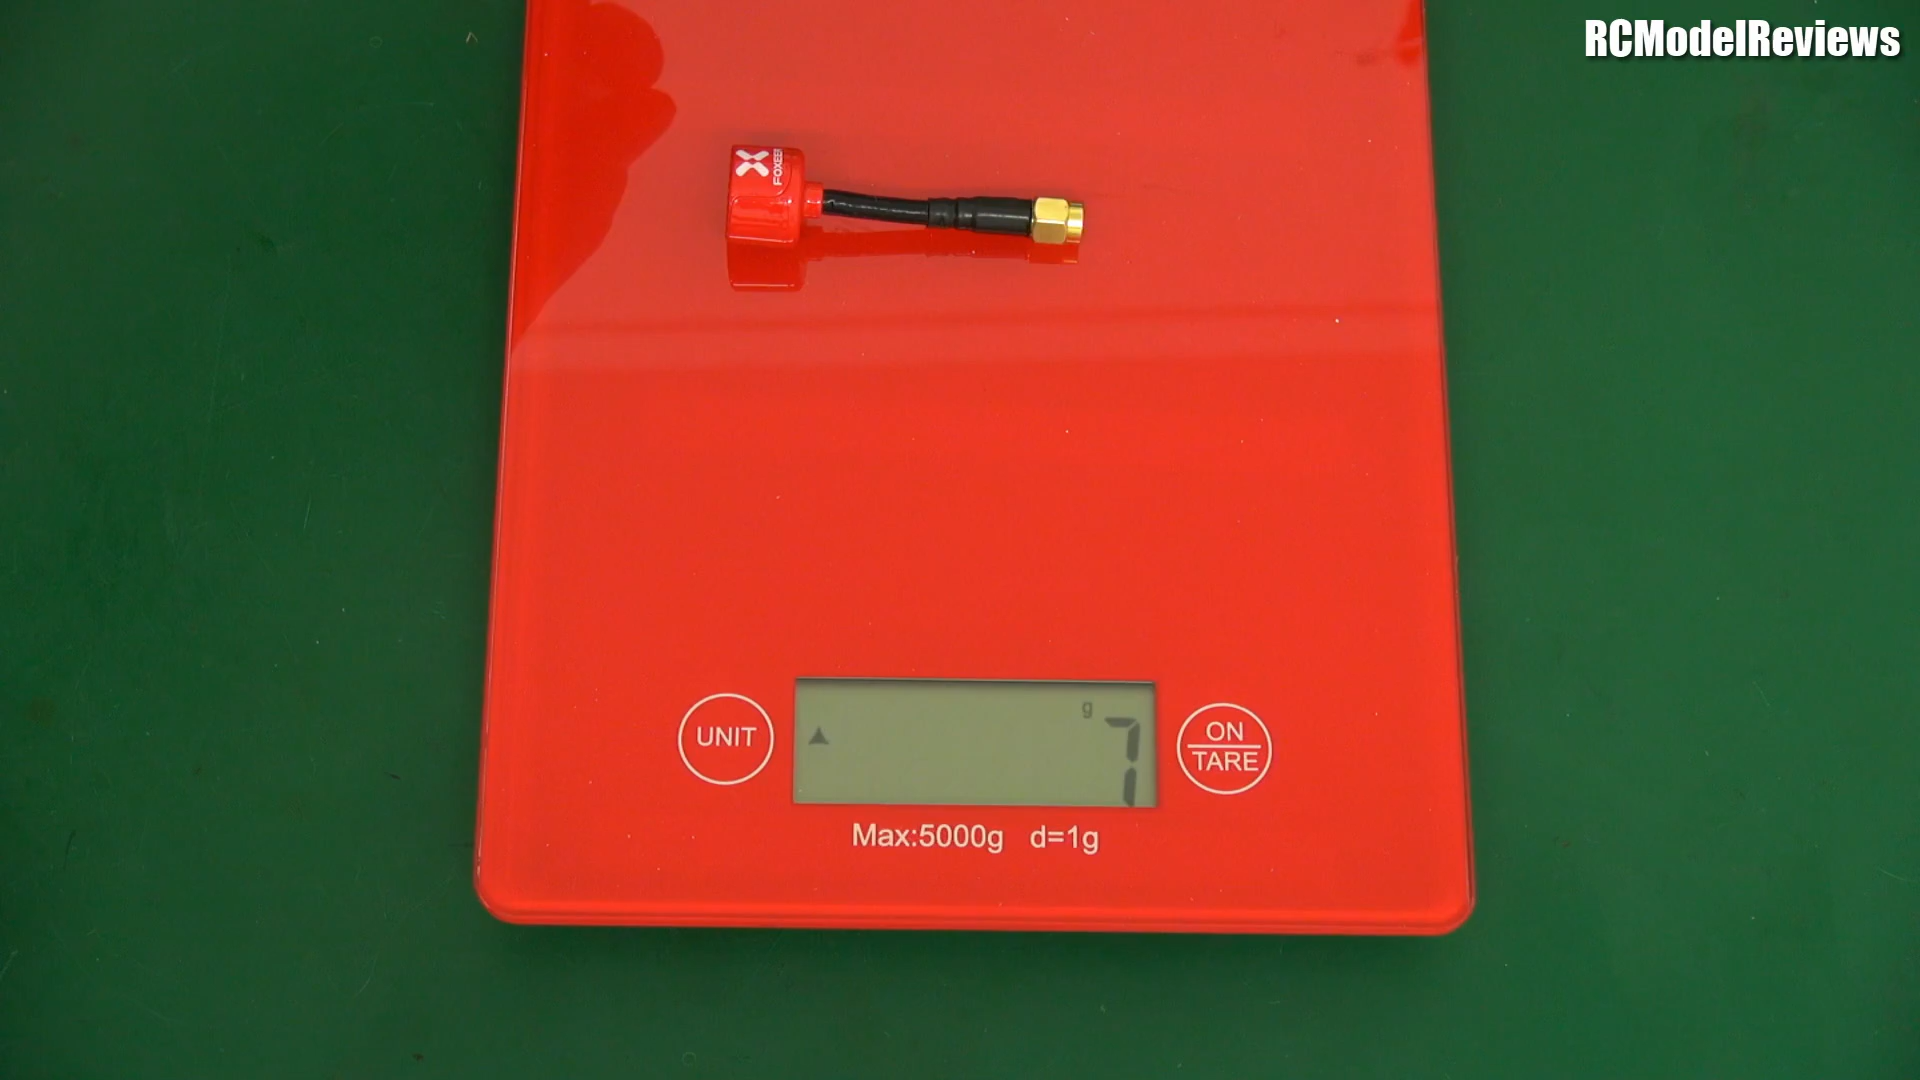 RCModelReviews
FOXEER
g
7
UNIT
ON
TARE
Max:5000g d=1g